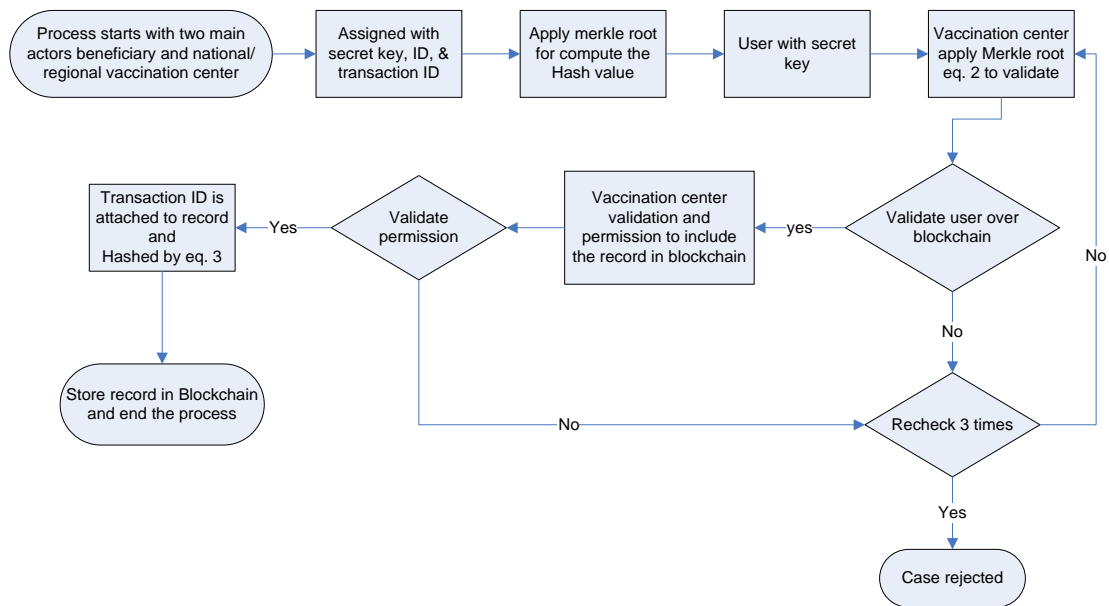 Process starts with two main
actors beneficiary and national/
regional vaccination center
Assigned with
secret key, ID, &
transaction ID
Apply merkle root
for compute the
Hash value
User with secret
key
Vaccination center
apply Merkle root
eq. 2 to validate
No
Validate user over
blockchain
yes
Vaccination center
validation and
permission to include
the record in blockchain
Validate
permission
Yes
Transaction ID is
attached to record
and
Hashed by eq. 3
Store record in Blockchain
and end the process
No
No
Recheck 3 times
Yes
Case rejected